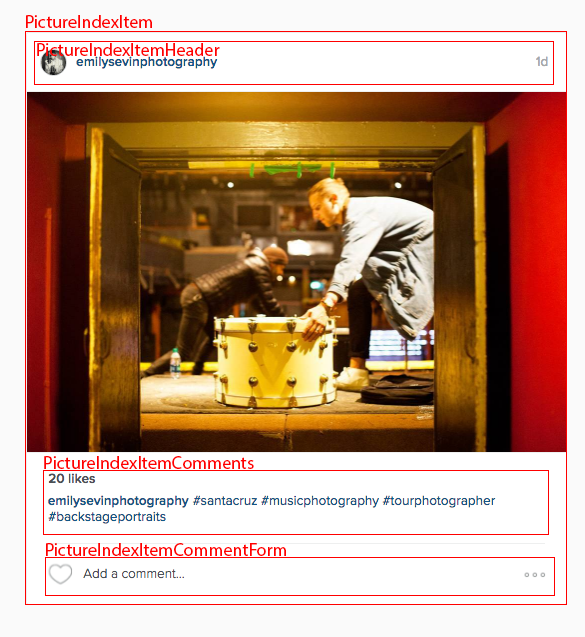 PictureIndexItem
PictureIndexItemHeader
emilysevinphotography 1d
PictureIndexItemComments
20 likes
emilysevinphotography #santacruz #musicphotography #tourphotographer
#backstageportraits
PictureIndexItemCommentForm
Add a comment...